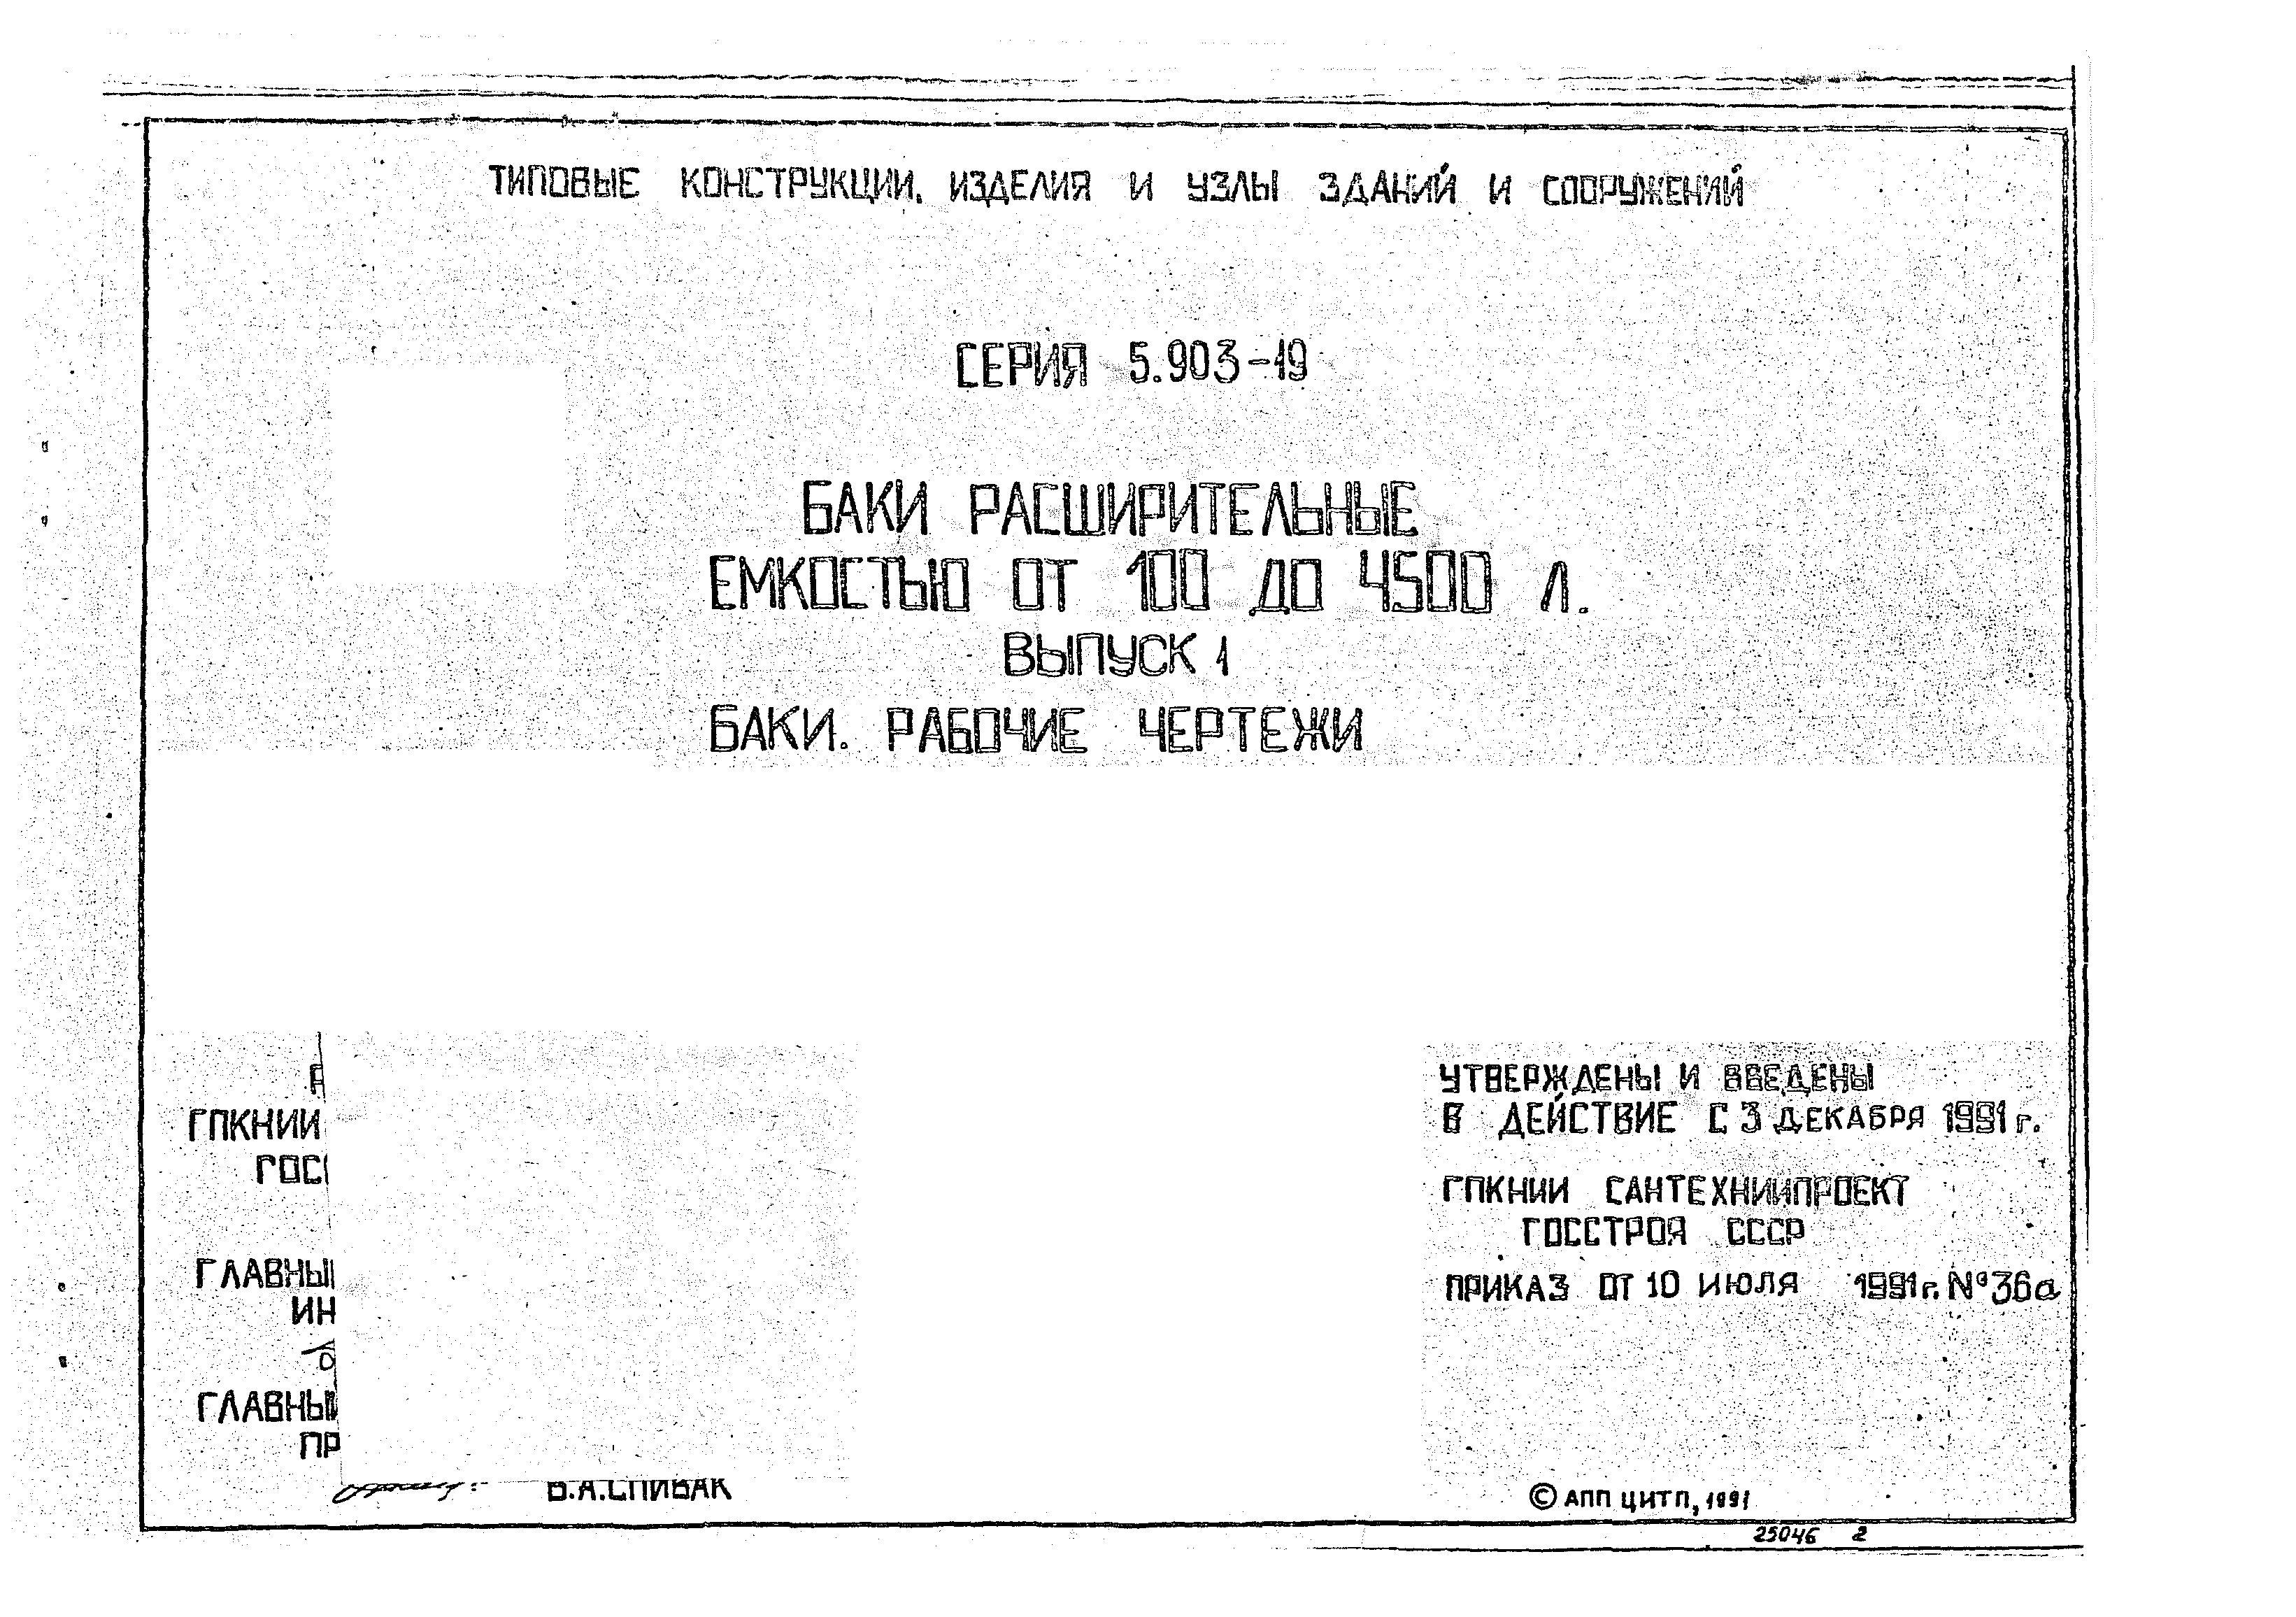 ТИПОВЫЕ КОНСТРУКЦИИ, ИЗДЕЛИЯ И УЗЛЫ ЗДАНИЙ И СООРУЖЕНИЙ
СЕРИЯ 5.903-19
БАКИ РАСШИРИТЕЛЬНЫЕ
ЕМКОСТЬЮ ОТ 100 ДО 4500 Л.
ВЫПУСК 1
БАКИ. РАБОЧИЕ ЧЕРТЕЖИ
ГПКНИИ
ГОС
ГЛАВНЫ
ИН
ГЛАВНЫ
ПР
В.А.СПИВАК
УТВЕРЖДЕНЫ И ВВЕДЕНЫ
В ДЕЙСТВИЕ С 3 ДЕКАБРЯ 1991 г.
ГПКНИИ САНТЕХНИИПРОЕКТ
ГОССТРОЯ СССР
ПРИКАЗ ОТ 10 ИЮЛЯ 1991 г. № 36а
© АПП ЦИТП, 1991
25046 2